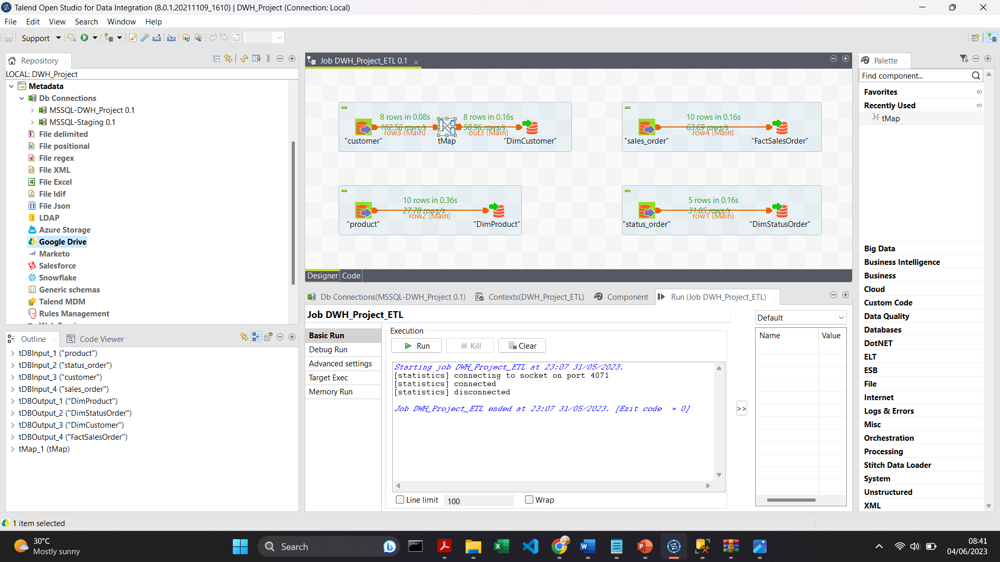 Talend Open Studio for Data Integration (8.0.1.20211109_1610) | DWH_Project (Connection: Local)
File Edit View Search Window Help
Support
Repository
LOCAL: DWH_Project
Metadata
Db Connections
MSSQL-DWH_Project 0.1
MSSQL-Staging 0.1
File delimited
File positional
File regex
File XML
File Excel
File ldif
File Json
LDAP
Azure Storage
Google Drive
Marketo
Salesforce
Snowflake
Generic schemas
Talend MDM
Rules Management
Outline
Code Viewer
tDBInput_1 ("product")
tDBInput_2 ("status_order")
tDBInput_3 ("customer")
tDBInput_4 ("sales_order")
tDBOutput_1 ("DimProduct")
tDBOutput_2 ("DimStatusOrder")
tDBOutput_3 ("DimCustomer")
tDBOutput_4 ("FactSalesOrder")
tMap_1 (tMap)
1 item selected
Job DWH_Project_ETL 0.1
8 rows in 0.08s
102.56 rows/s
row3 (Main)
8 rows in 0.16s
50.96 rows/s
out3 (Main)
"customer"
tMap
"DimCustomer"
10 rows in 0.16s
63.69 rows/s
row4 (Main)
"sales_order"
"FactSalesOrder"
10 rows in 0.36s
27.78 rows/s
row2 (Main)
"product"
"DimProduct"
5 rows in 0.16s
31.85 rows/s
row1 (Main)
"status_order"
"DimStatusOrder"
Designer Code
Db Connections(MSSQL-DWH_Project 0.1)
Contexts(DWH_Project_ETL)
Component
Run (Job DWH_Project_ETL)
Job DWH_Project_ETL
Basic Run
Debug Run
Advanced settings
Target Exec
Memory Run
Execution
Run
Kill
Clear
Starting job DWH_Project_ETL at 23:07 31/05/2023.
[statistics] connecting to socket on port 4071
[statistics] connected
[statistics] disconnected
Job DWH_Project_ETL ended at 23:07 31/05/2023. [Exit code  = 0]
Line limit
100
Wrap
>>
Default
Name Value
Palette
Find component...
Favorites
Recently Used
tMap
Big Data
Business Intelligence
Business
Cloud
Custom Code
Data Quality
Databases
DotNET
ELT
ESB
File
Internet
Logs & Errors
Misc
Orchestration
Processing
Stitch Data Loader
System
Unstructured
XML
30°C
Mostly sunny
Search
08:41
04/06/2023